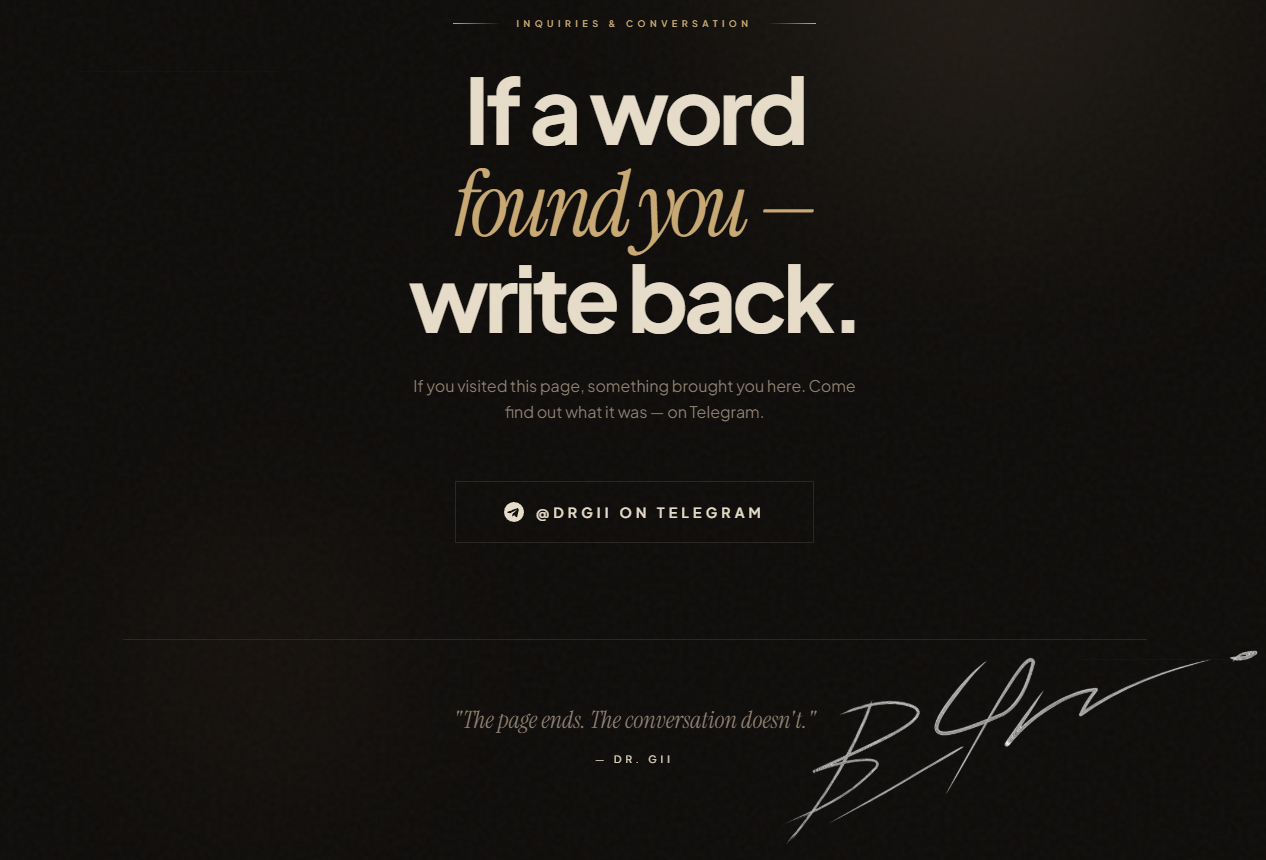 INQUIRIES & CONVERSATION
If a word
found you —
write back.
If you visited this page, something brought you here. Come
find out what it was — on Telegram.
@DRGII ON TELEGRAM
"The page ends. The conversation doesn't."
— DR. GII